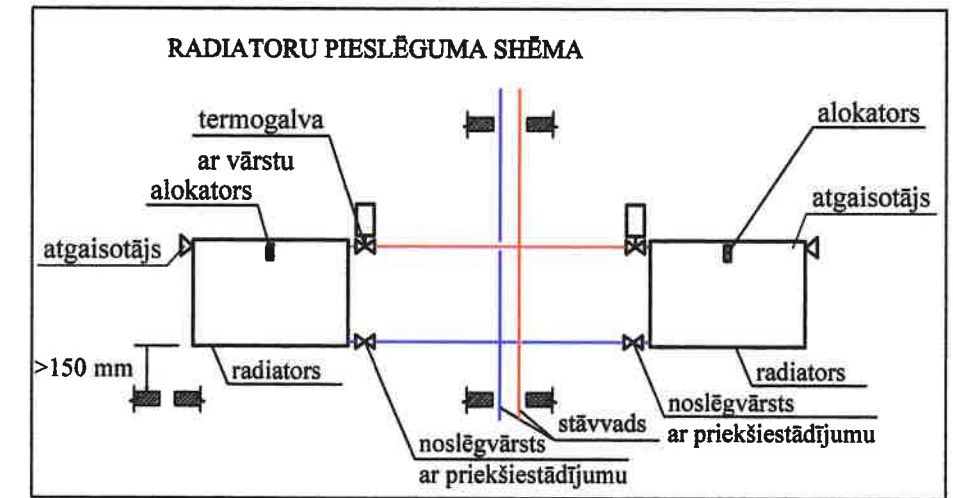 RADIATORU PIESLĒGUMA SHĒMA
termogalva
ar vārstu
alokators
atgaisotājs
alokators
atgaisotājs
>150 mm
radiators
radiators
noslēgvārsts
ar priekšiestādījumu
stāvvads
noslēgvārsts
ar priekšiestādījumu